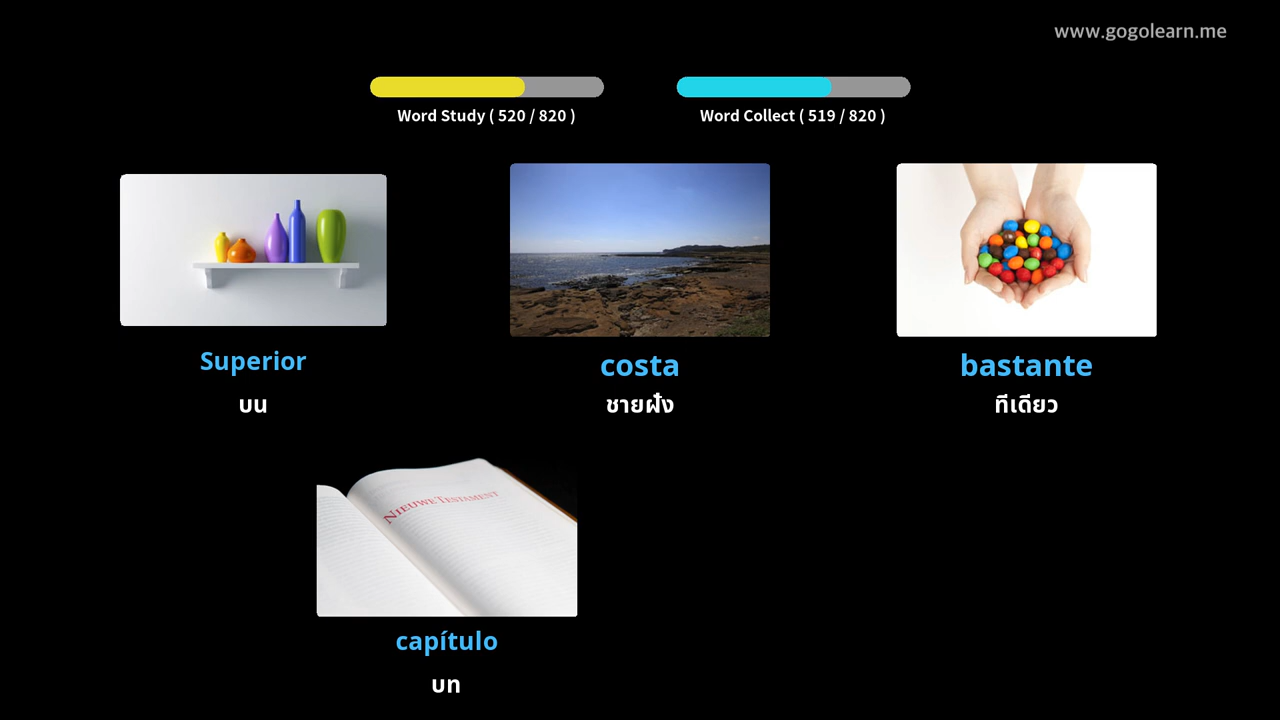 www.gogolearn.me
Word Study ( 520 / 820 )
Word Collect ( 519 / 820 )
Superior
costa
bastante
บน
ชายฝั่ง
ทีเดียว
NIEUWE TESTAMENT
capítulo
บท